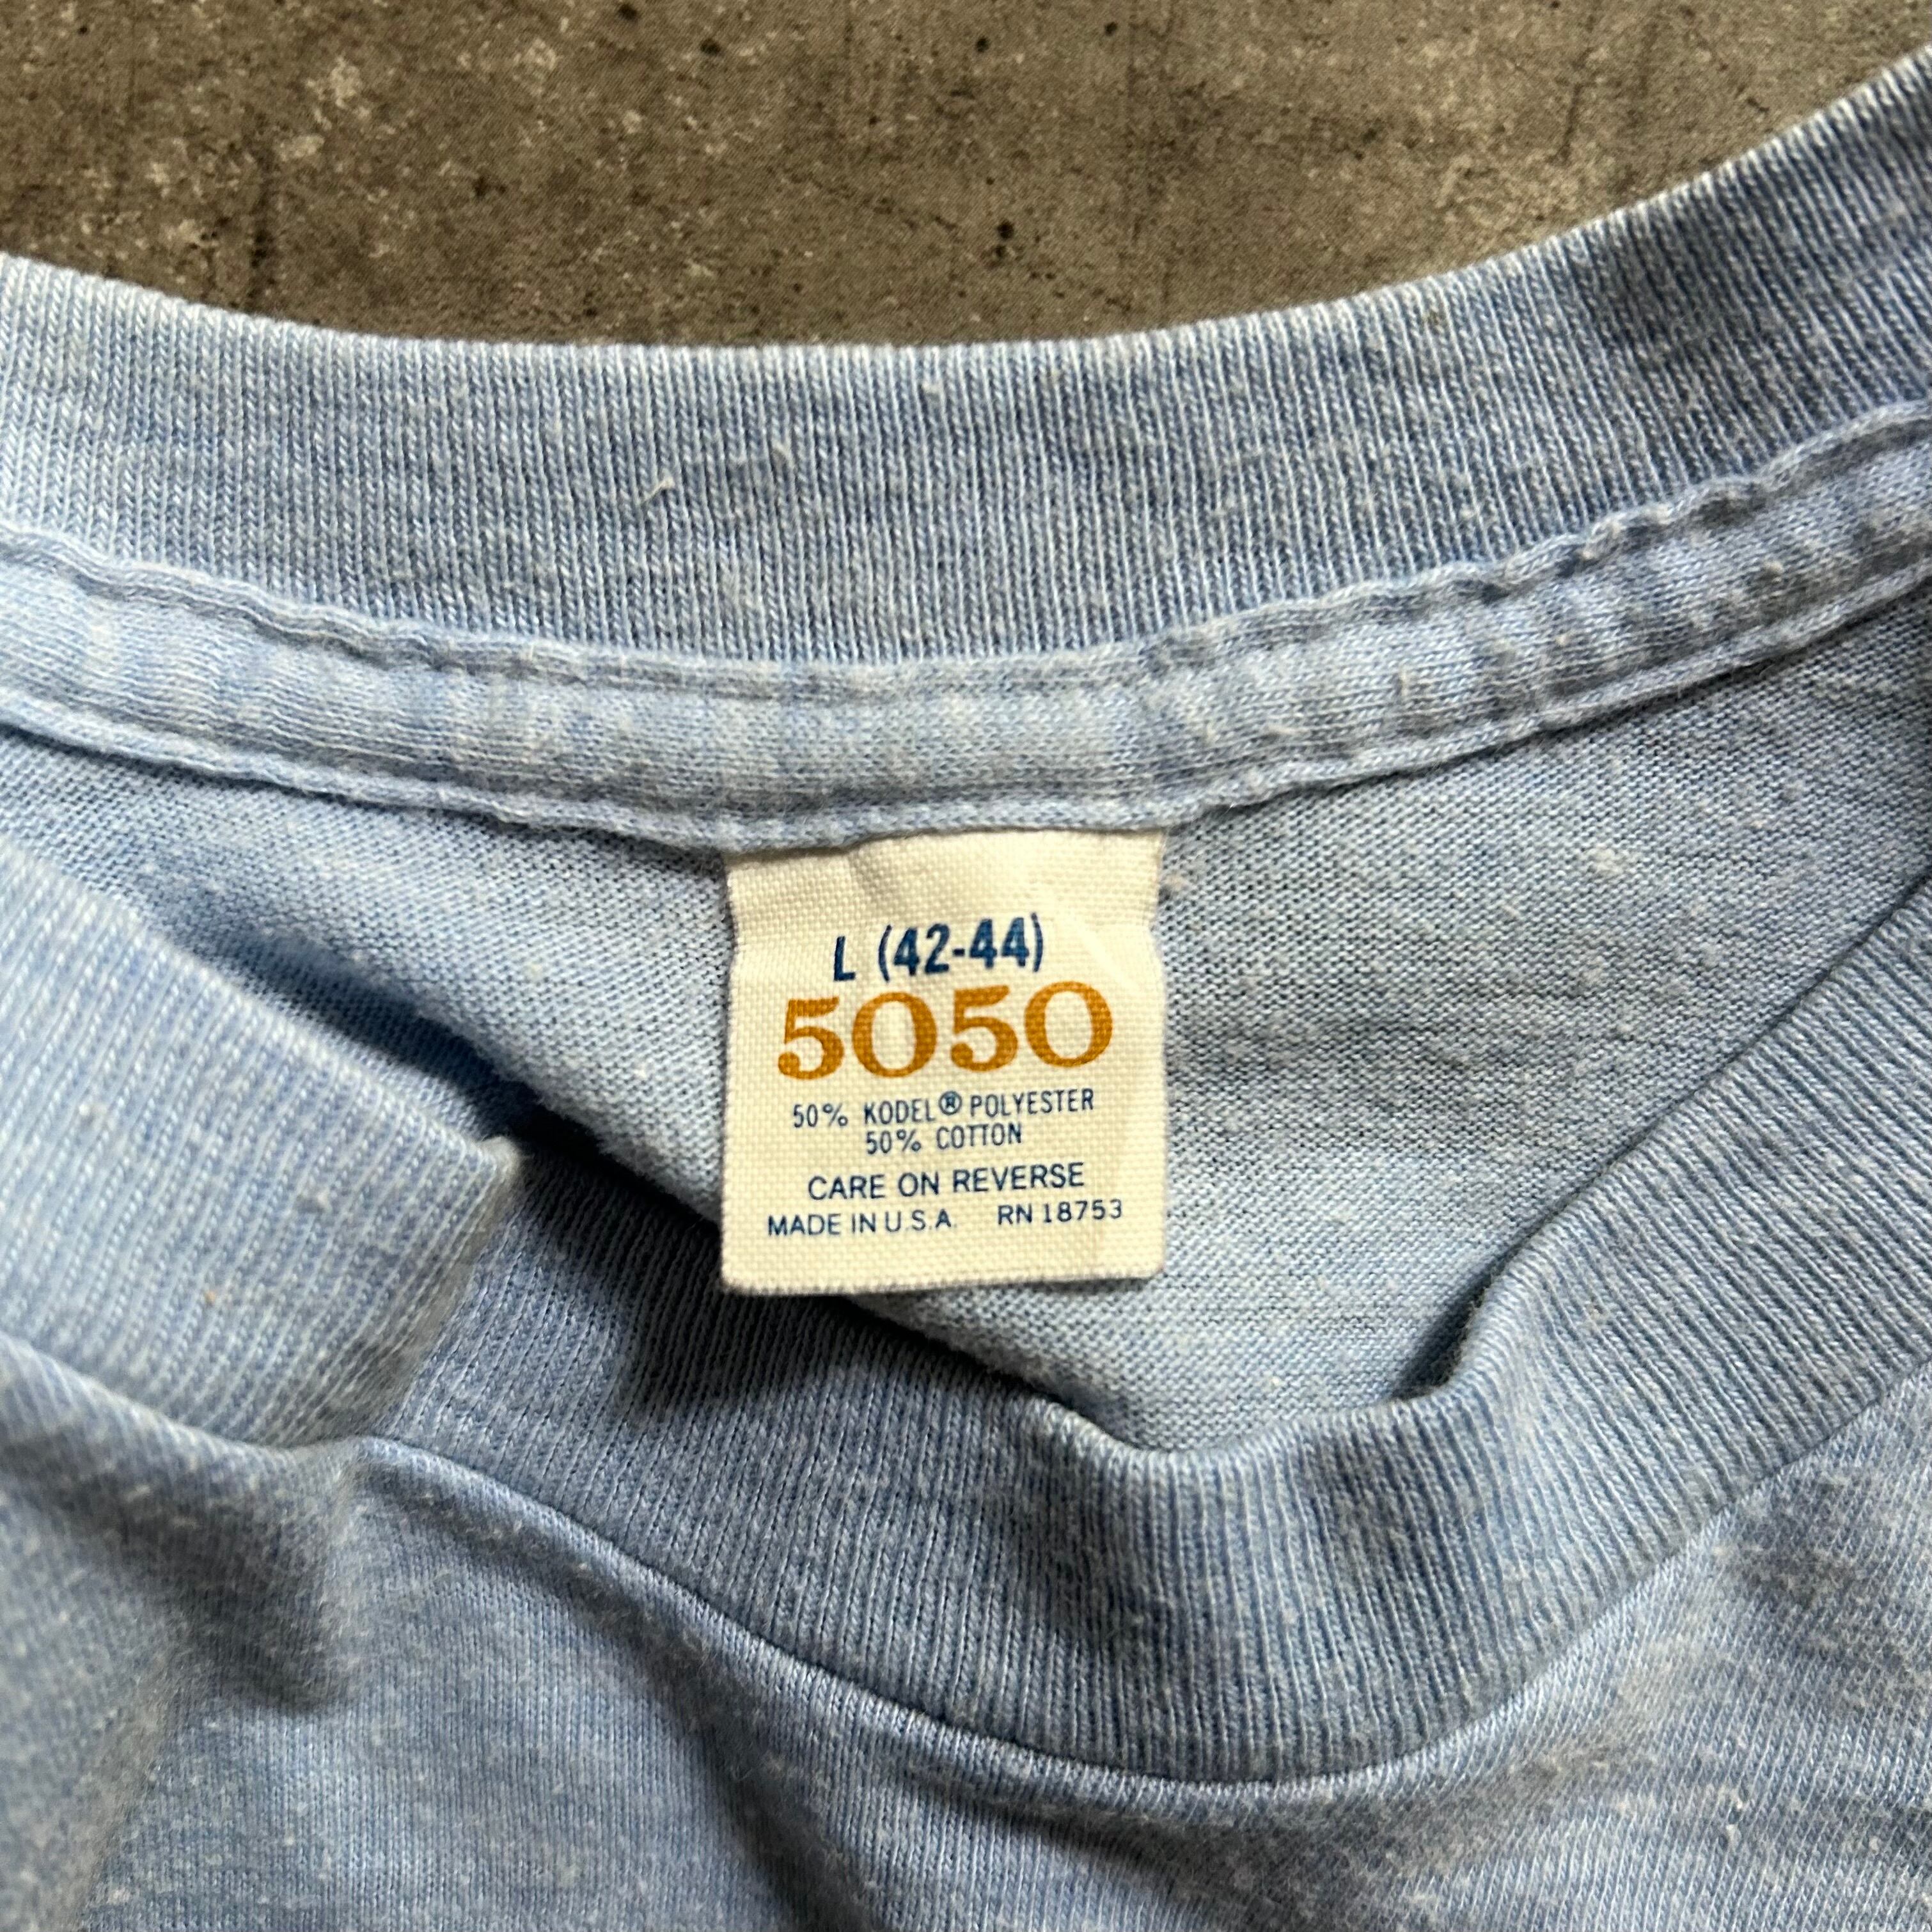 L (42-44)
5050
50% KODEL® POLYESTER
50% COTTON
CARE ON REVERSE
MADE IN U.S.A. RN 18753